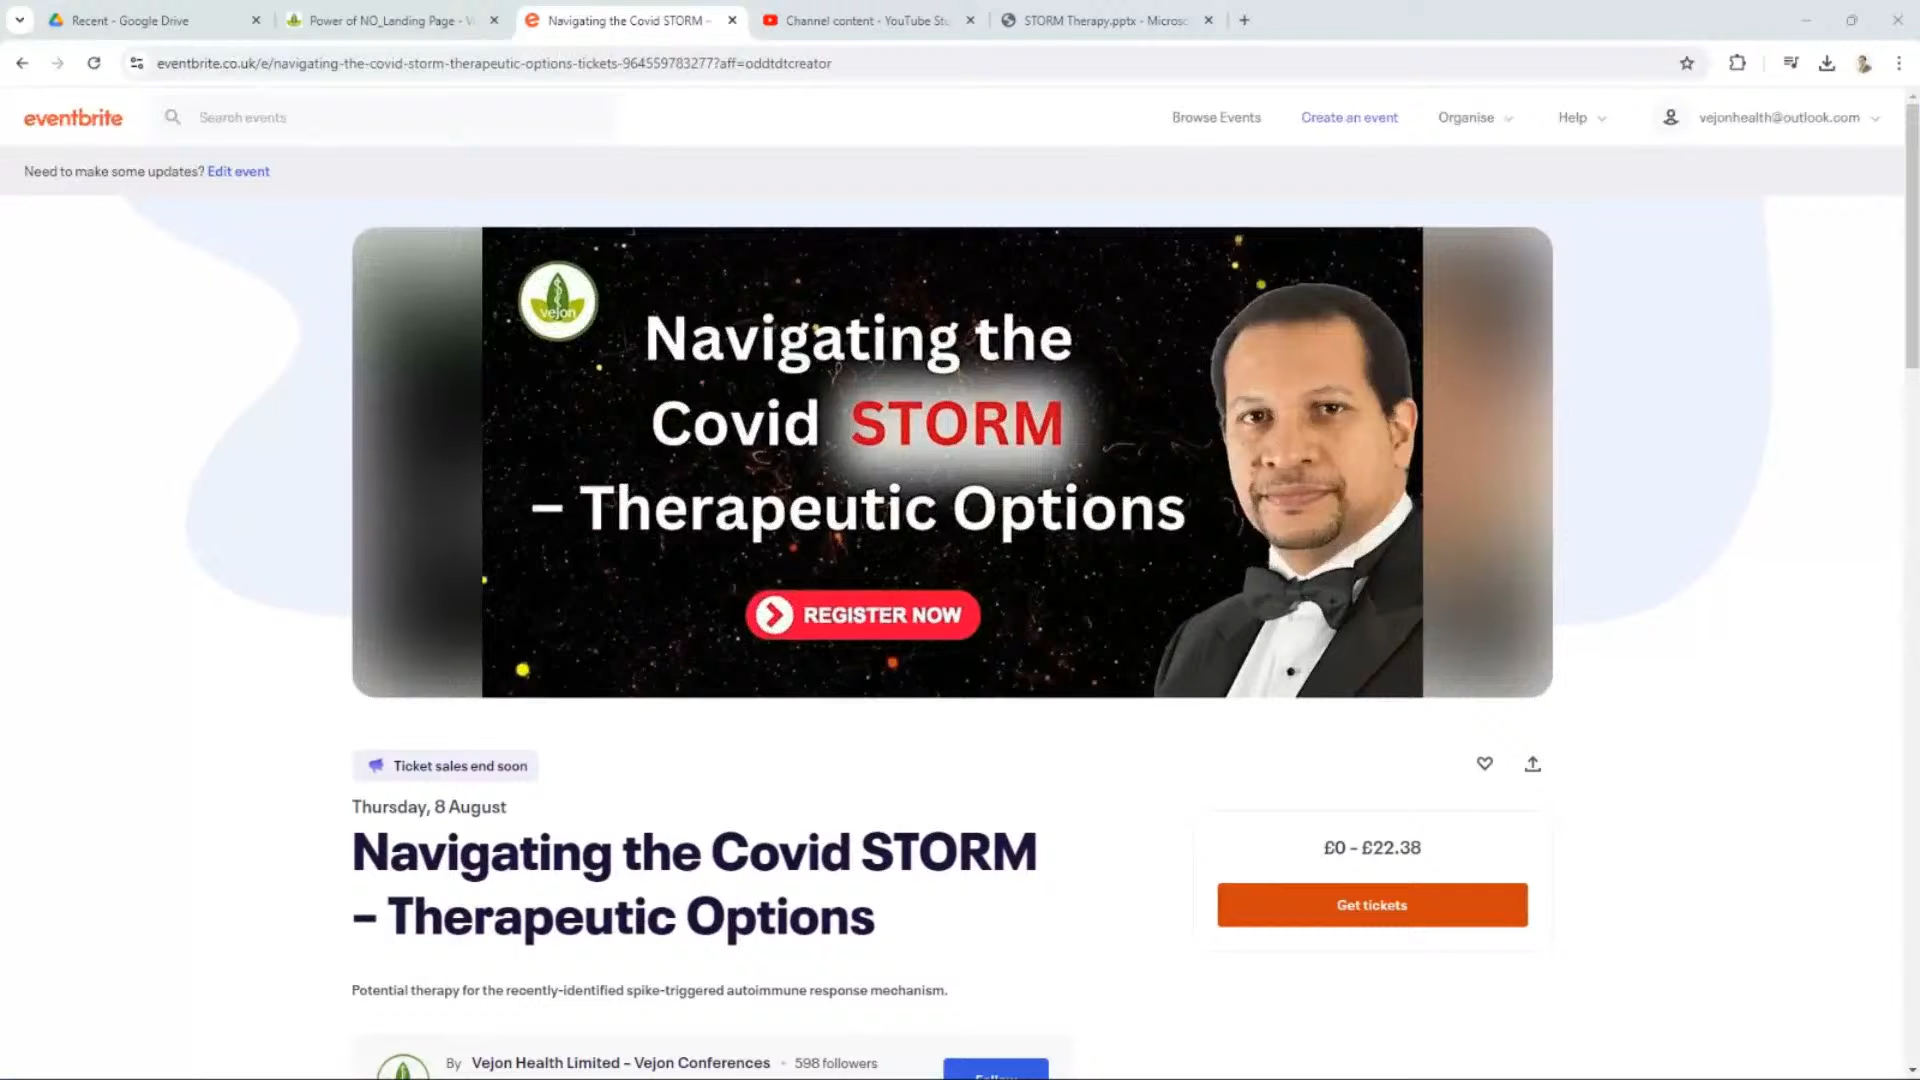 Recent - Google Drive
Power of NO_Landing Page - V
Navigating the Covid STORM –
Channel content - YouTube Stu
STORM Therapy.pptx - Microso
eventbrite.co.uk/e/navigating-the-covid-storm-therapeutic-options-tickets-964559783277?aff=oddtdtcreator
eventbrite
Search events
Browse Events
Create an event
Organise
Help
vejonhealth@outlook.com
Need to make some updates? Edit event
vejon
Navigating the
Covid STORM
– Therapeutic Options
REGISTER NOW
Ticket sales end soon
Thursday, 8 August
Navigating the Covid STORM
– Therapeutic Options
£0 – £22.38
Get tickets
Potential therapy for the recently-identified spike-triggered autoimmune response mechanism.
By Vejon Health Limited – Vejon Conferences · 598 followers